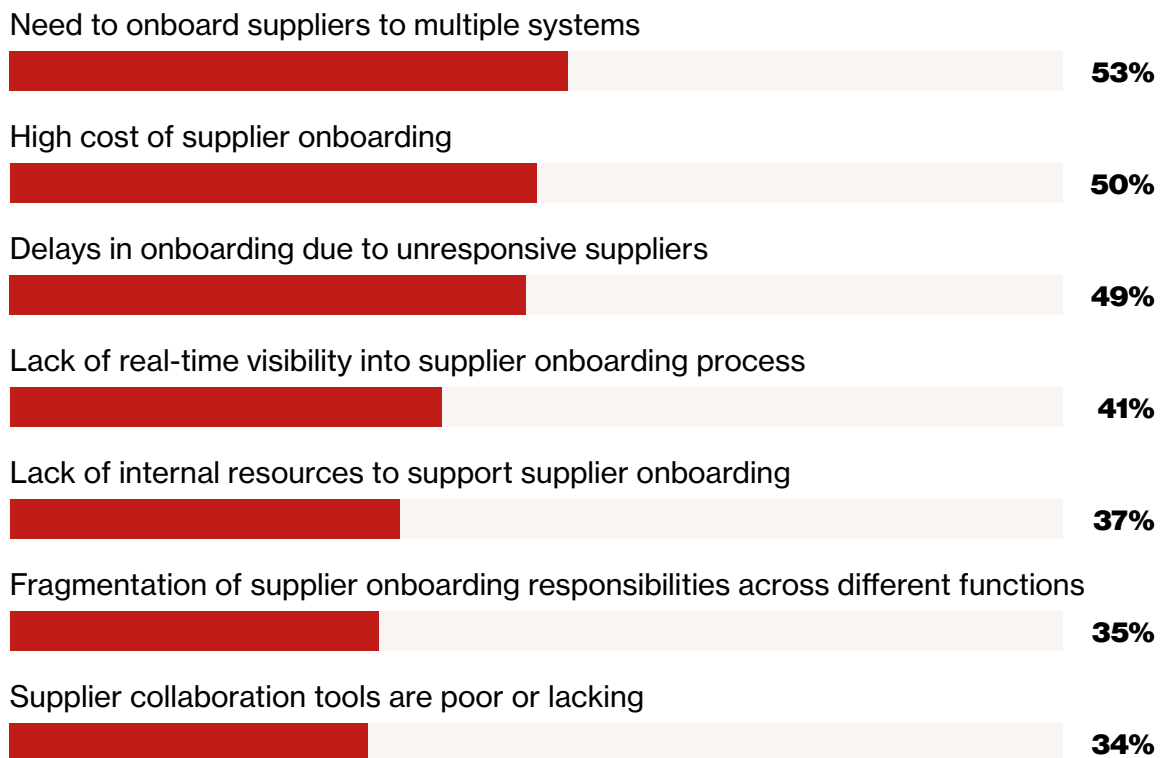 Need to onboard suppliers to multiple systems
53%
High cost of supplier onboarding
50%
Delays in onboarding due to unresponsive suppliers
49%
Lack of real-time visibility into supplier onboarding process
41%
Lack of internal resources to support supplier onboarding
37%
Fragmentation of supplier onboarding responsibilities across different functions
35%
Supplier collaboration tools are poor or lacking
34%